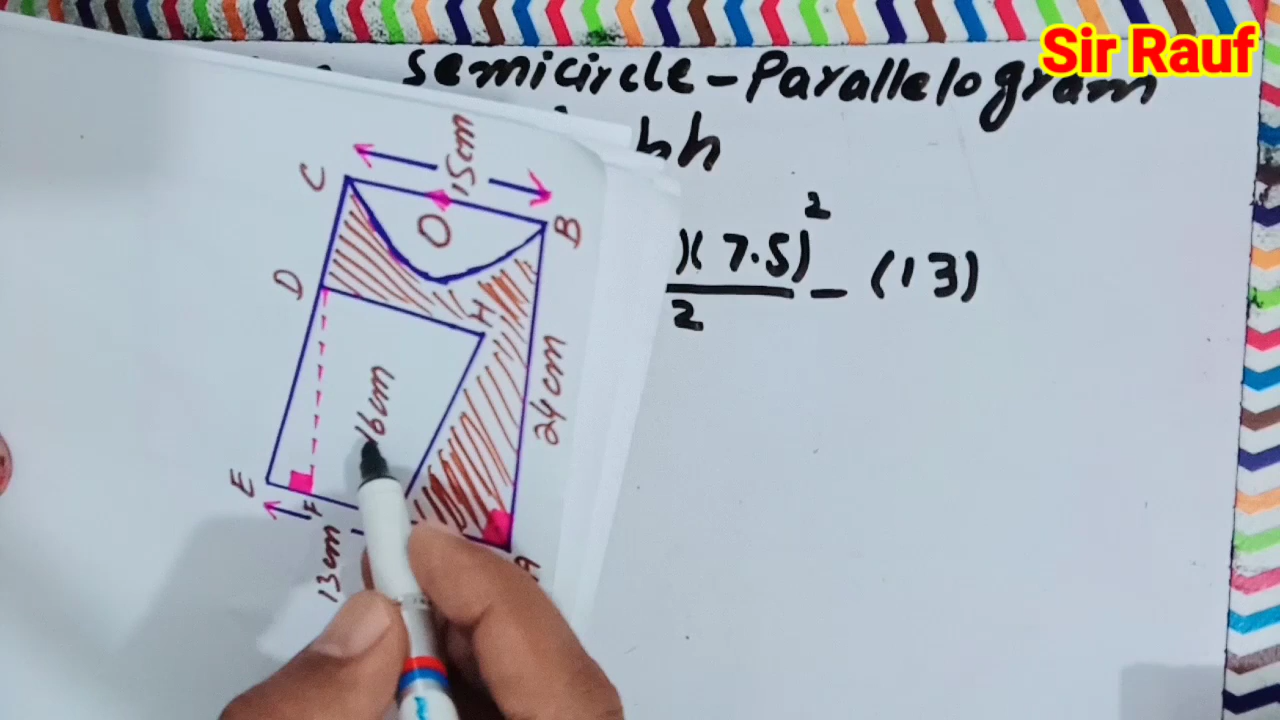 Sir Rauf
semicircle - Parallelogram
bh
)(7.5)² - (13)
2
C
15cm
O
B
D
H
16cm
24cm
E
F
13cm
A